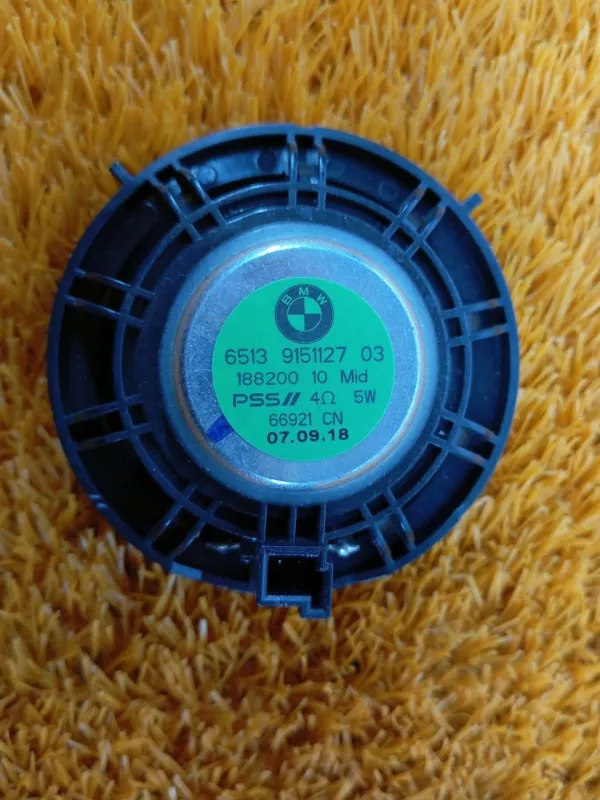 BMW
6513 9151127 03
188200 10 Mid
PSS// 4Ω 5W
66921 CN
07.09.18